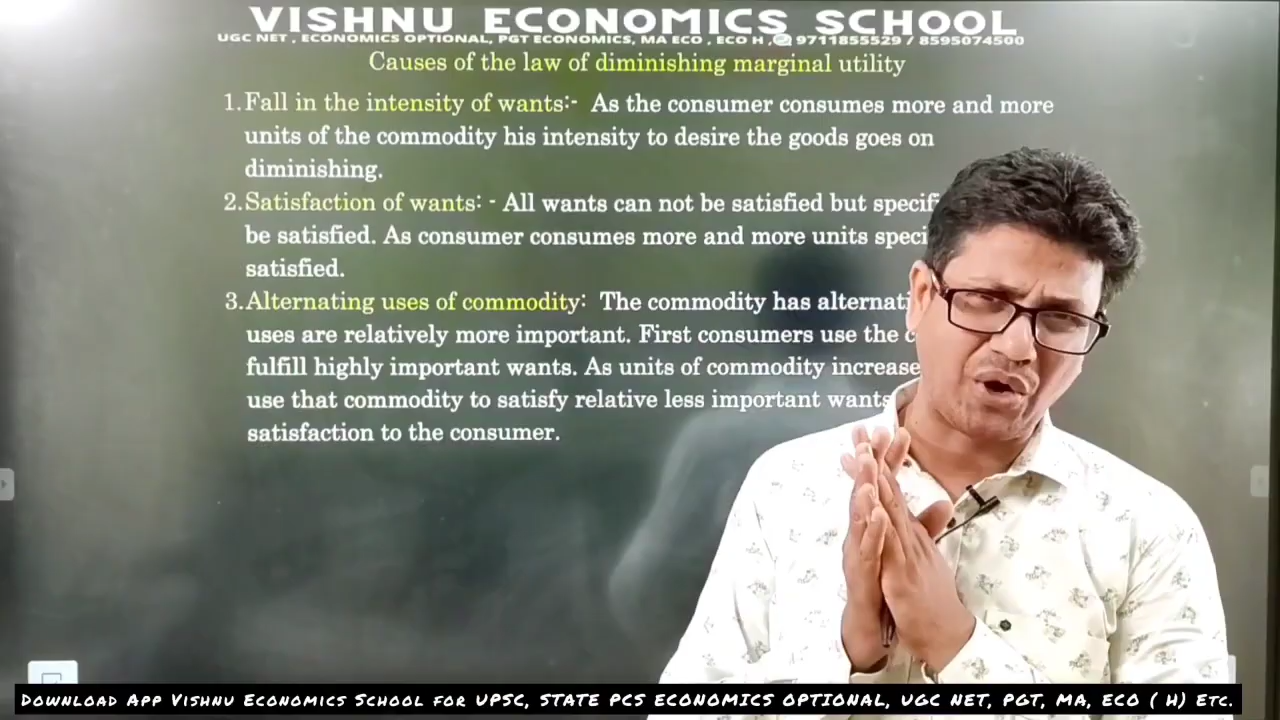 VISHNU ECONOMICS SCHOOL
UGC NET , ECONOMICS OPTIONAL, PGT ECONOMICS, MA ECO , ECO H , 9711855529 / 8595074500
Causes of the law of diminishing marginal utility
1. Fall in the intensity of wants:- As the consumer consumes more and more
units of the commodity his intensity to desire the goods goes on
diminishing.
2. Satisfaction of wants: - All wants can not be satisfied but
be satisfied. As consumer consumes more and more units
satisfied.
3. Alternating uses of commodity: The commodity has
uses are relatively more important. First consumers use the
fulfill highly important wants. As units of commodity increase
use that commodity to satisfy relative less important wants
satisfaction to the consumer.
Download App Vishnu Economics School for UPSC, STATE PCS ECONOMICS OPTIONAL, UGC NET, PGT, MA, ECO ( H) Etc.